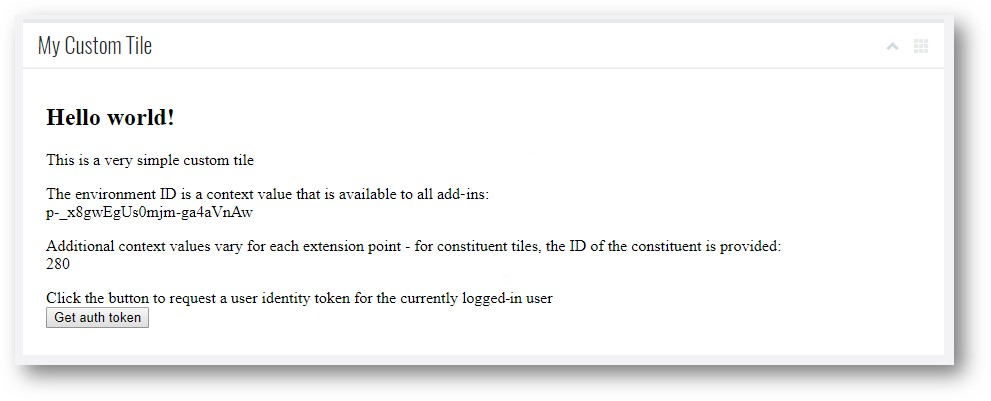 My Custom Tile
Hello world!
This is a very simple custom tile
The environment ID is a context value that is available to all add-ins:
p-_x8gwEgUs0mjm-ga4aVnAw
Additional context values vary for each extension point - for constituent tiles, the ID of the constituent is provided:
280
Click the button to request a user identity token for the currently logged-in user
Get auth token